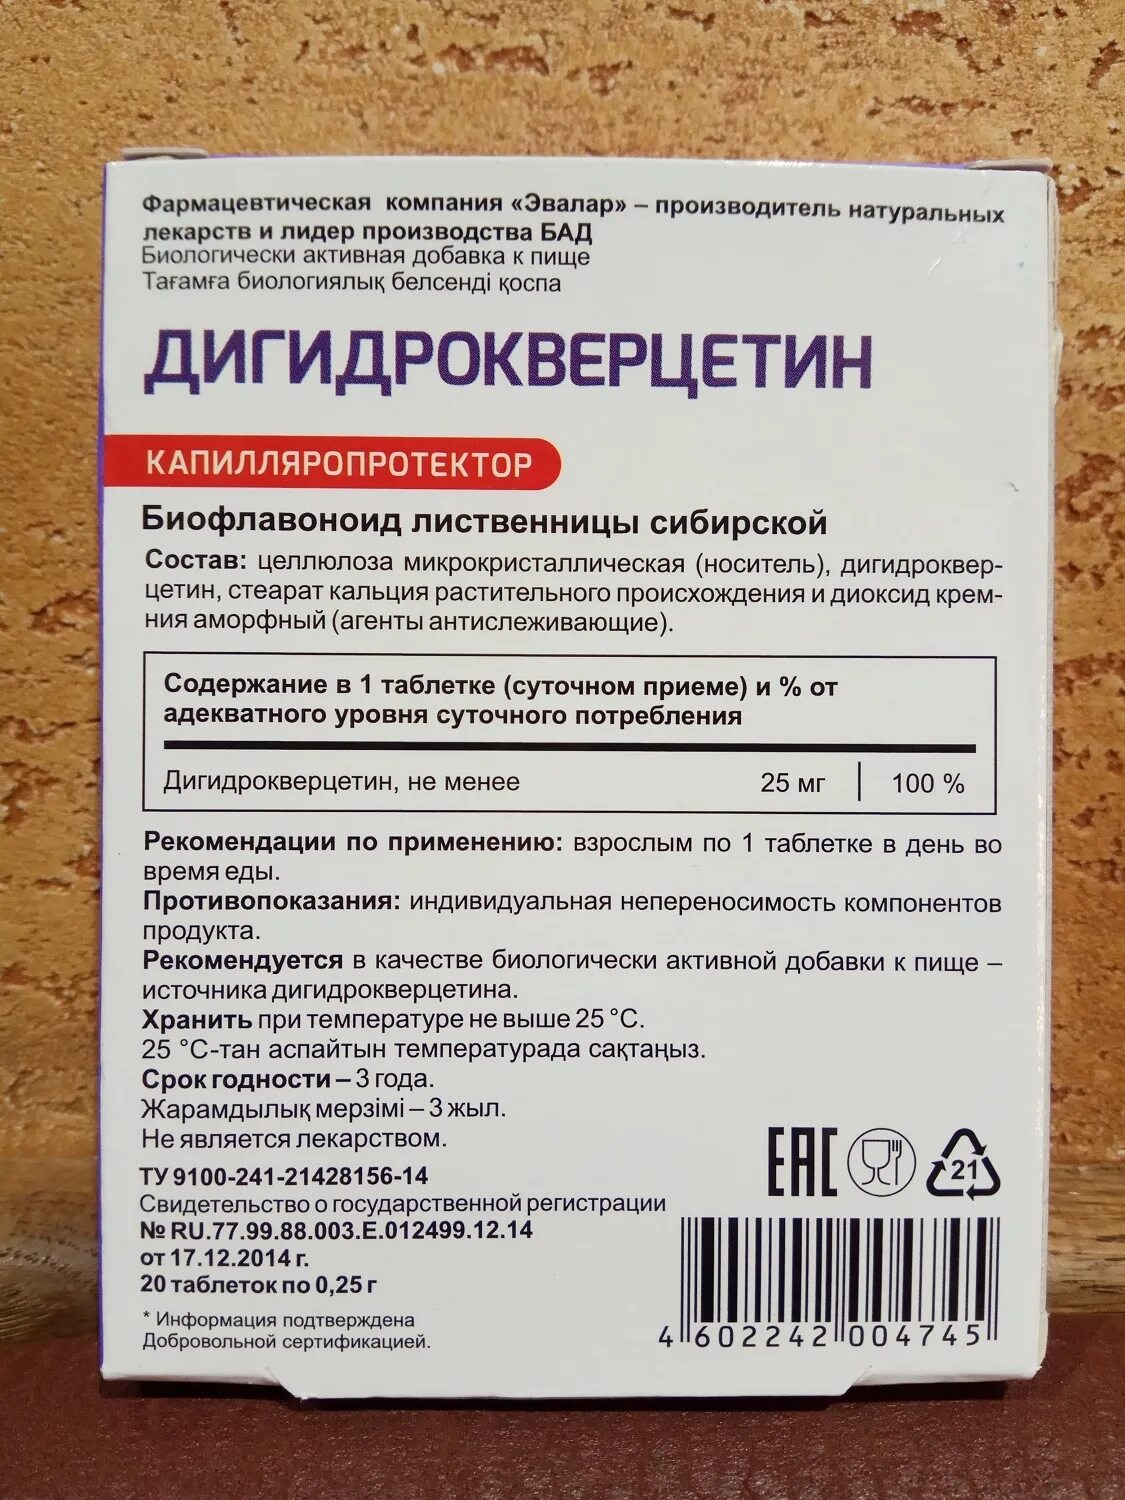 Фармацевтическая компания «Эвалар» – производитель натуральных
лекарств и лидер производства БАД
Биологически активная добавка к пище
Тағамға биологиялық белсенді қоспа
ДИГИДРОКВЕРЦЕТИН
КАПИЛЛЯРОПРОТЕКТОР
Биофлавоноид лиственницы сибирской
Состав: целлюлоза микрокристаллическая (носитель), дигидроквер-
цетин, стеарат кальция растительного происхождения и диоксид крем-
ния аморфный (агенты антислеживающие).
Содержание в 1 таблетке (суточном приеме) и % от
адекватного уровня суточного потребления
Дигидрокверцетин, не менее 25 мг 100 %
Рекомендации по применению: взрослым по 1 таблетке в день во
время еды.
Противопоказания: индивидуальная непереносимость компонентов
продукта.
Рекомендуется в качестве биологически активной добавки к пище –
источника дигидрокверцетина.
Хранить при температуре не выше 25 °С.
25 °С-тан аспайтын температурада сақтаңыз.
Срок годности – 3 года.
Жарамдылық мерзімі – 3 жыл.
Не является лекарством.
ТУ 9100-241-21428156-14
Свидетельство о государственной регистрации
№ RU.77.99.88.003.Е.012499.12.14
от 17.12.2014 г.
20 таблеток по 0,25 г
* Информация подтверждена
Добровольной сертификацией.
EAC
21
4 602242 004745